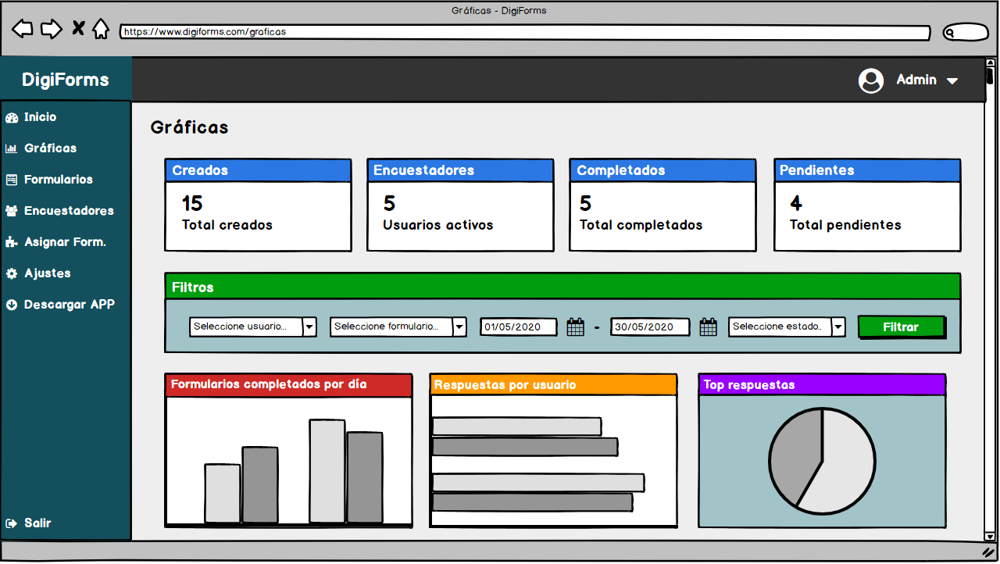 Gráficas - DigiForms
https://www.digiforms.com/graficas
DigiForms
Admin
Inicio
Gráficas
Formularios
Encuestadores
Asignar Form.
Ajustes
Descargar APP
Salir
Gráficas
Creados
15
Total creados
Encuestadores
5
Usuarios activos
Completados
5
Total completados
Pendientes
4
Total pendientes
Filtros
Seleccione usuario...
Seleccione formulario...
01/05/2020
-
30/05/2020
Seleccione estado..
Filtrar
Formularios completados por día
Respuestas por usuario
Top respuestas